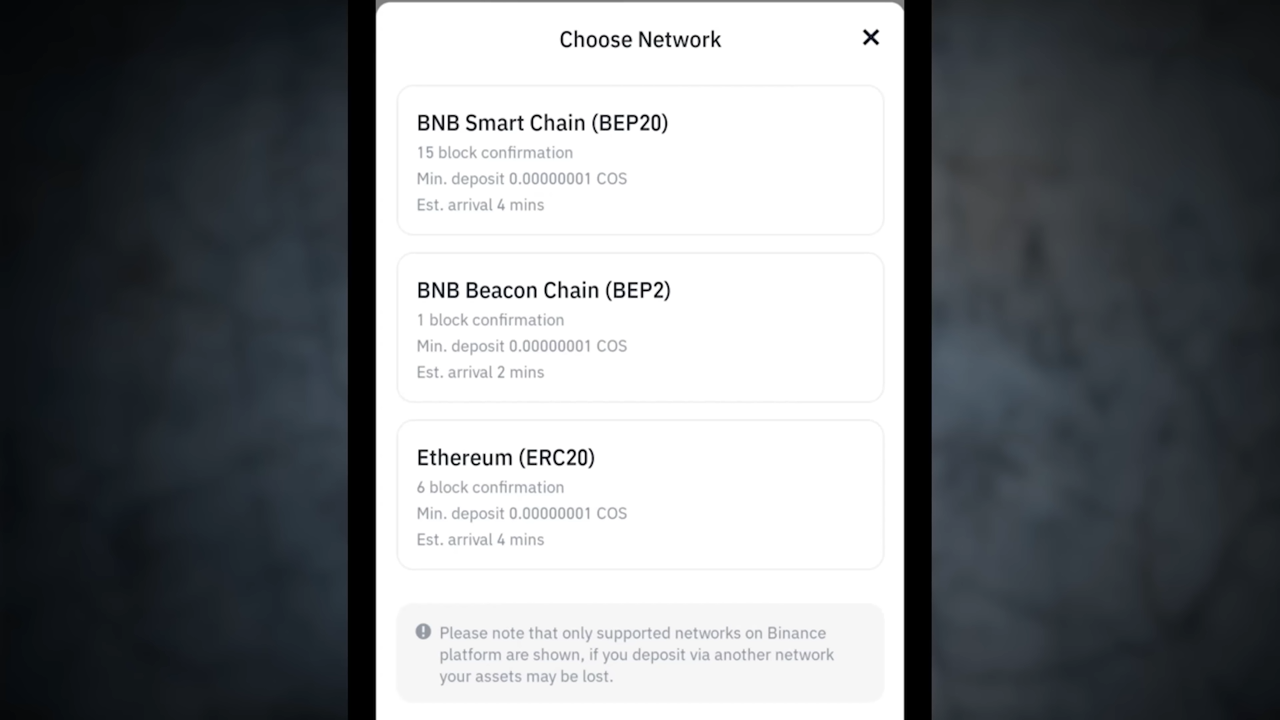 Choose Network
BNB Smart Chain (BEP20)
15 block confirmation
Min. deposit 0.00000001 COS
Est. arrival 4 mins
BNB Beacon Chain (BEP2)
1 block confirmation
Min. deposit 0.00000001 COS
Est. arrival 2 mins
Ethereum (ERC20)
6 block confirmation
Min. deposit 0.00000001 COS
Est. arrival 4 mins
Please note that only supported networks on Binance
platform are shown, if you deposit via another network
your assets may be lost.